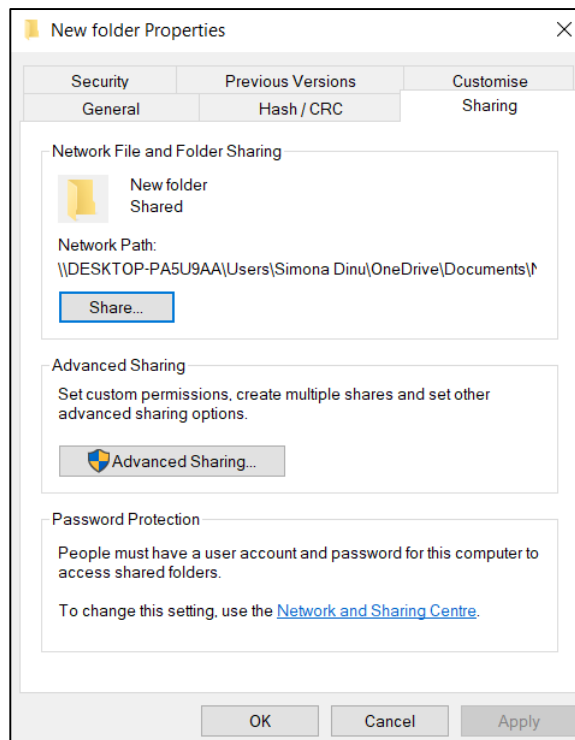 New folder Properties
Security Previous Versions Customise
General Hash / CRC Sharing
Network File and Folder Sharing
New folder
Shared
Network Path:
\\DESKTOP-PA5U9AA\Users\Simona Dinu\OneDrive\Documents\
Share...
Advanced Sharing
Set custom permissions, create multiple shares and set other
advanced sharing options.
Advanced Sharing...
Password Protection
People must have a user account and password for this computer to
access shared folders.
To change this setting, use the Network and Sharing Centre.
OK Cancel Apply